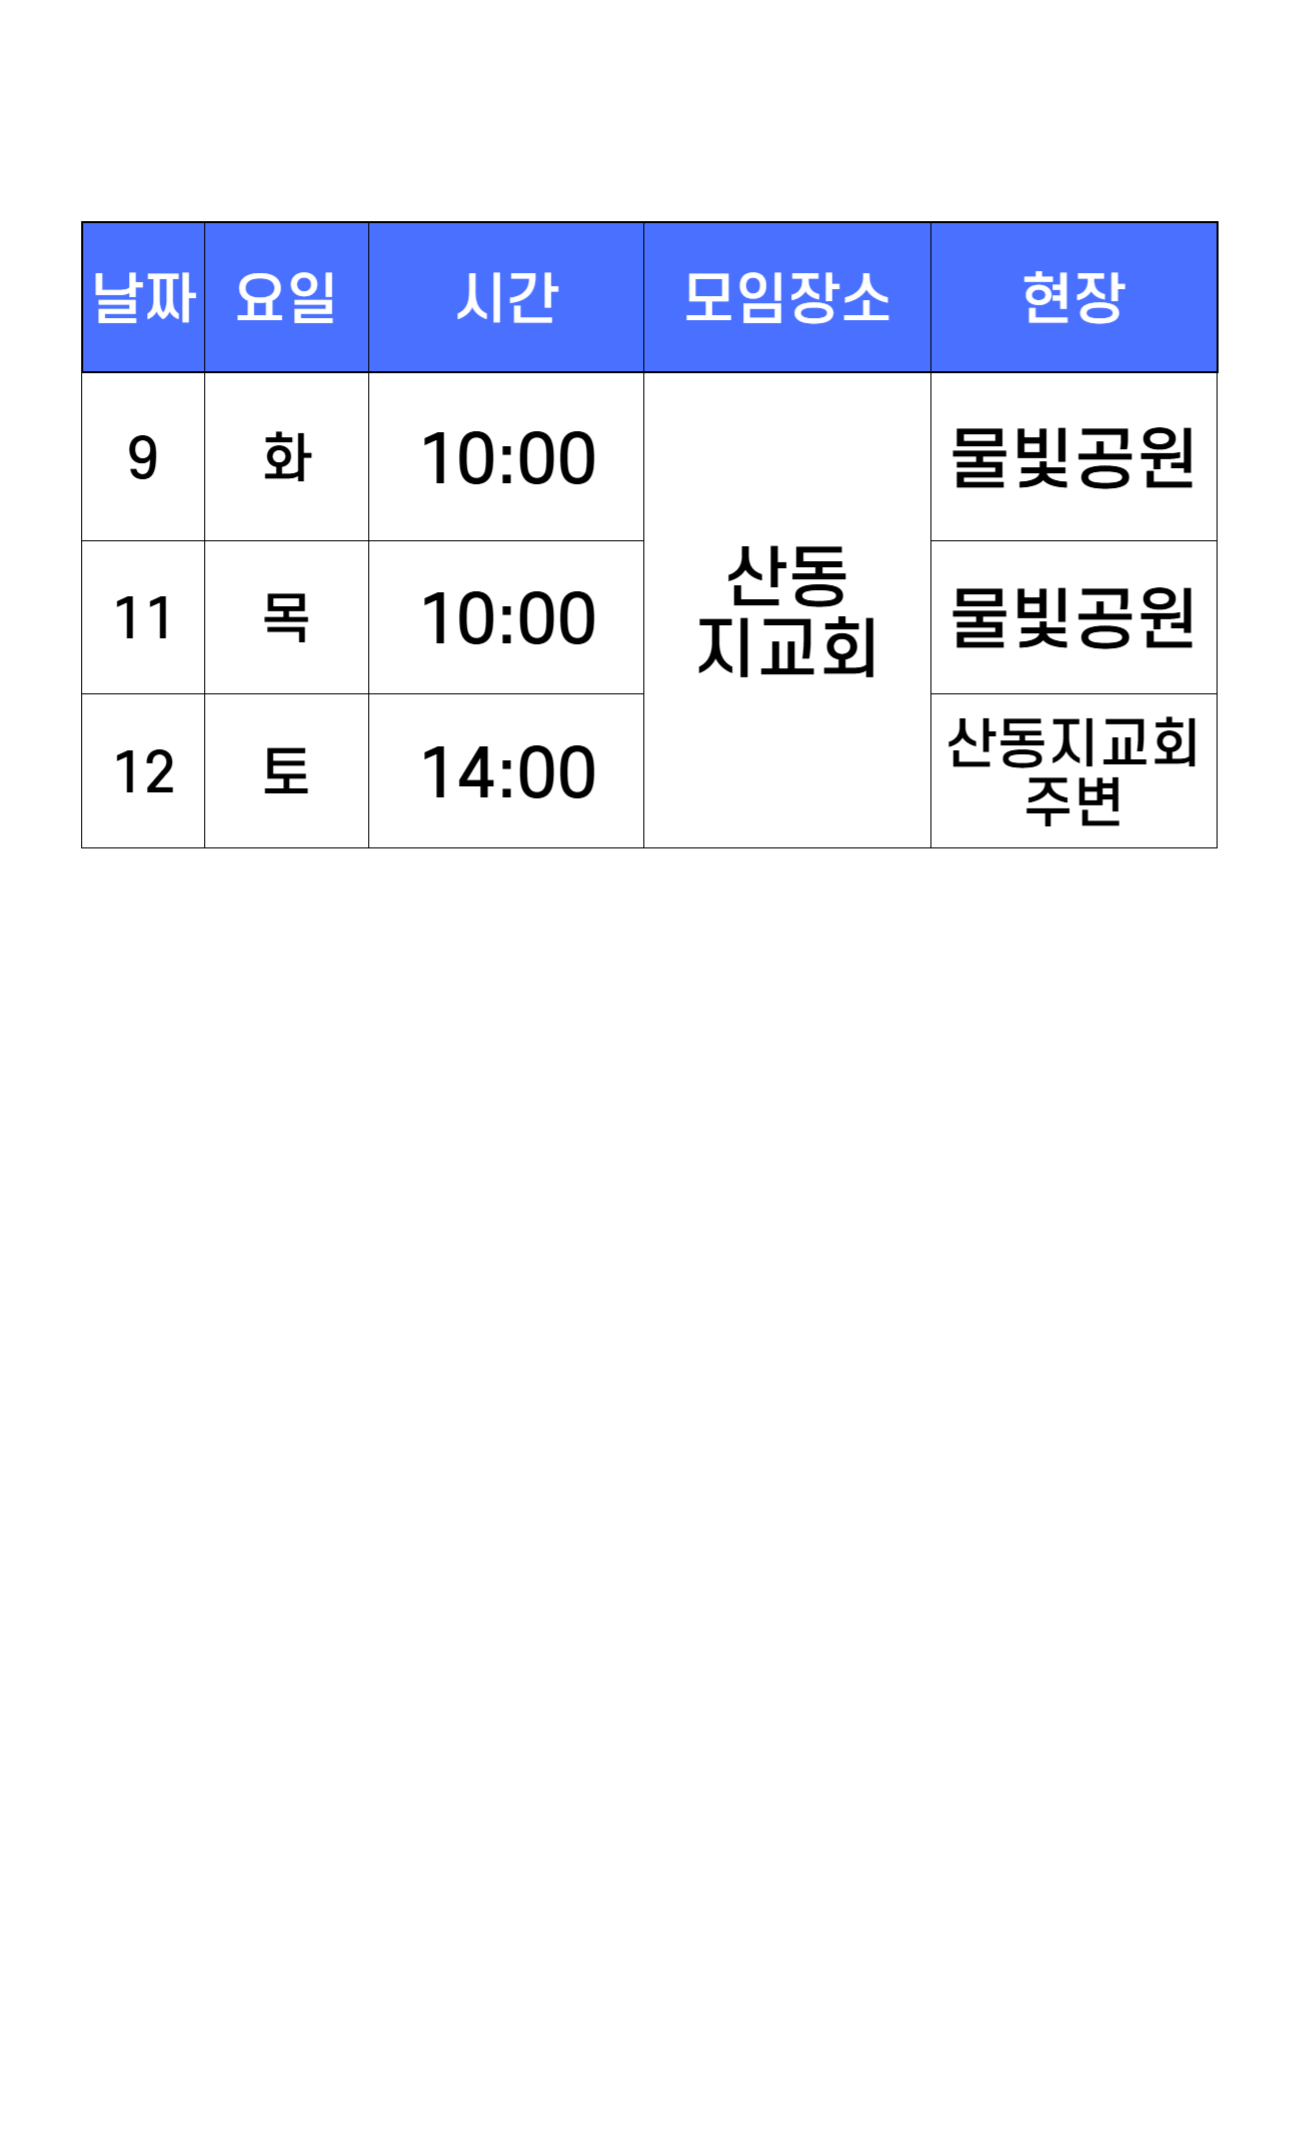 날짜 요일 시간 모임장소 현장
9 화 10:00 물빛공원
산동
지교회
11 목 10:00 물빛공원
12 토 14:00 산동지교회
주변